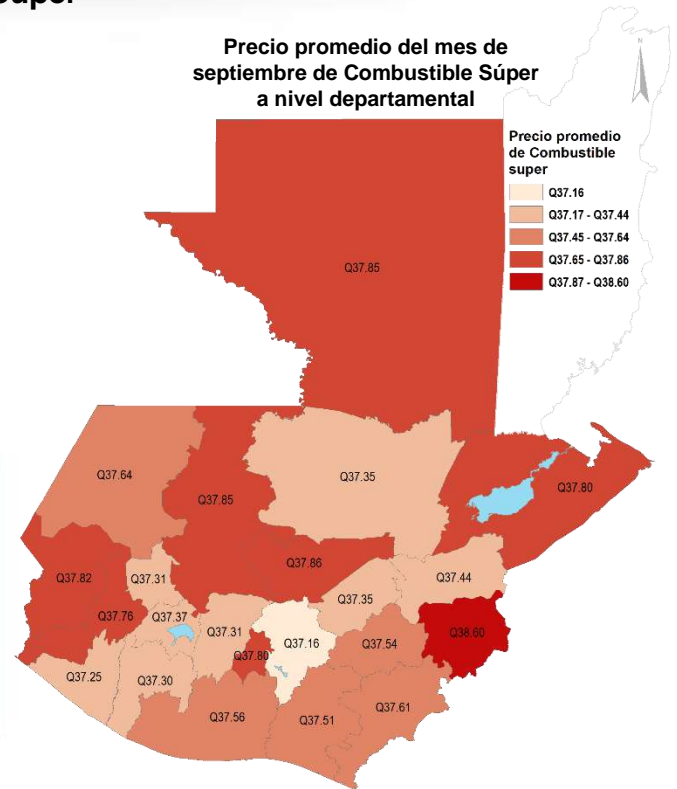 Precio promedio del mes de
septiembre de Combustible Súper
a nivel departamental
N
Precio promedio
de Combustible
super
Q37.16
Q37.17 - Q37.44
Q37.45 - Q37.64
Q37.65 - Q37.86
Q37.87 - Q38.60
Q37.85
Q37.64
Q37.85
Q37.35
Q37.80
Q37.86
Q37.82
Q37.31
Q37.44
Q37.35
Q37.76
Q37.37
Q37.31
Q37.16
Q37.54
Q38.60
Q37.80
Q37.25
Q37.30
Q37.56
Q37.51
Q37.61